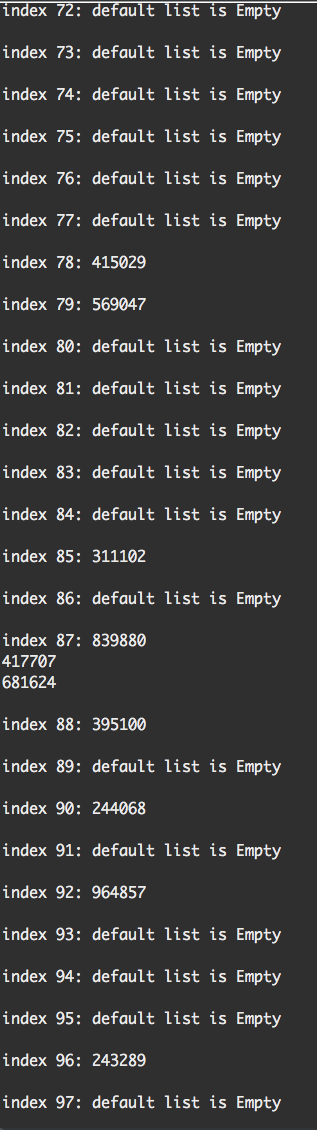 index 72: default list is Empty
index 73: default list is Empty
index 74: default list is Empty
index 75: default list is Empty
index 76: default list is Empty
index 77: default list is Empty
index 78: 415029
index 79: 569047
index 80: default list is Empty
index 81: default list is Empty
index 82: default list is Empty
index 83: default list is Empty
index 84: default list is Empty
index 85: 311102
index 86: default list is Empty
index 87: 839880
417707
681624
index 88: 395100
index 89: default list is Empty
index 90: 244068
index 91: default list is Empty
index 92: 964857
index 93: default list is Empty
index 94: default list is Empty
index 95: default list is Empty
index 96: 243289
index 97: default list is Empty